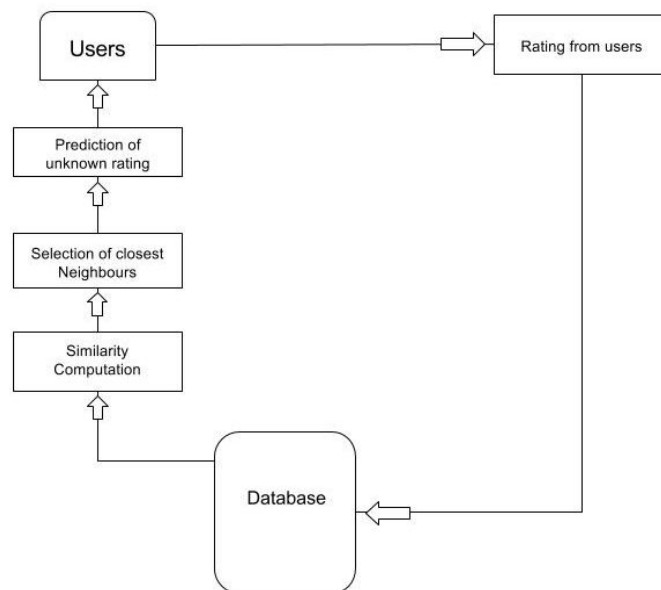 Users
Rating from users
Prediction of
unknown rating
Selection of closest
Neighbours
Similarity
Computation
Database